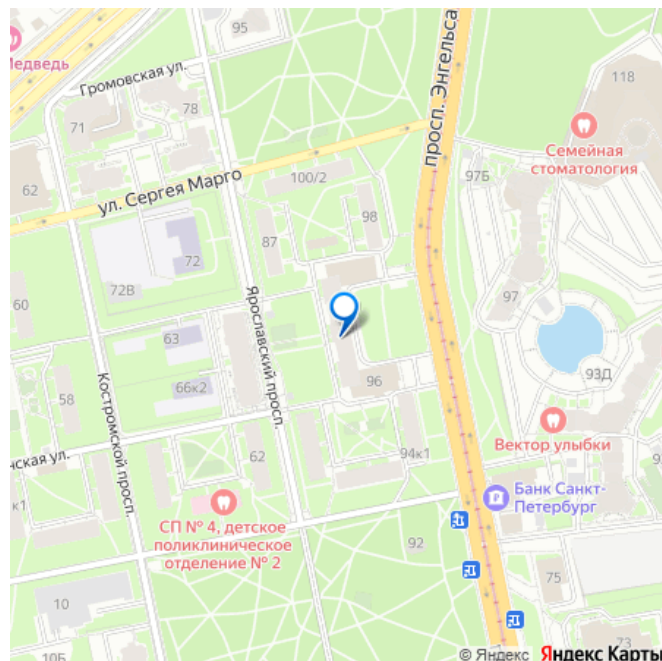 95
Медведь
Громовская ул.
118
78
71
Семейная
стоматология
просп. Энгельса
97Б
100/2
62
ул. Сергея Марго
98
87
72
72В
97
60
Ярославский просп.
63
93Д
96
66к2
58
Костромской просп.
Вектор улыбки
нская ул.
62
94к1
Банк Санкт-
Петербург
к1
СП № 4, детское
поликлиническое
отделение № 2
92
75
10
73
10Б
© Яндекс Яндекс Карты